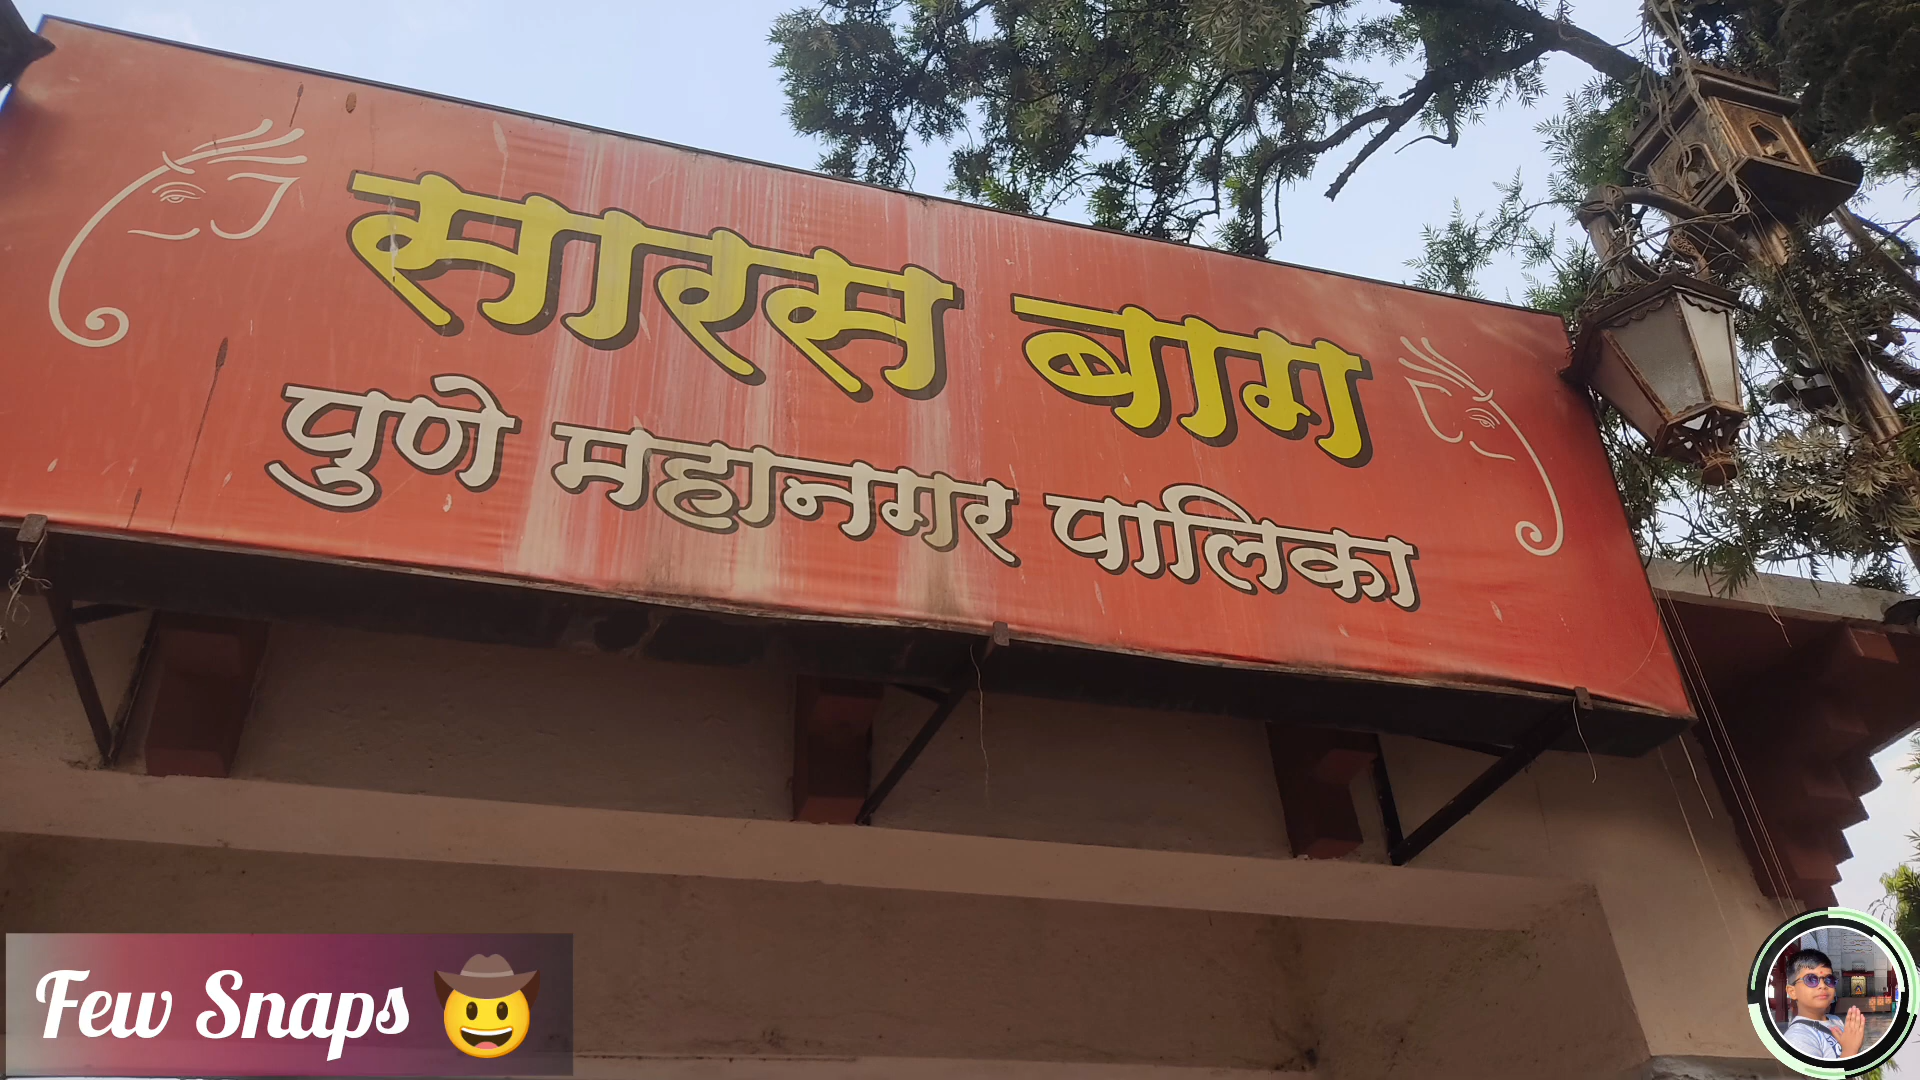 सारस बाग
पुणे महानगर पालिका
Few Snaps 🤠